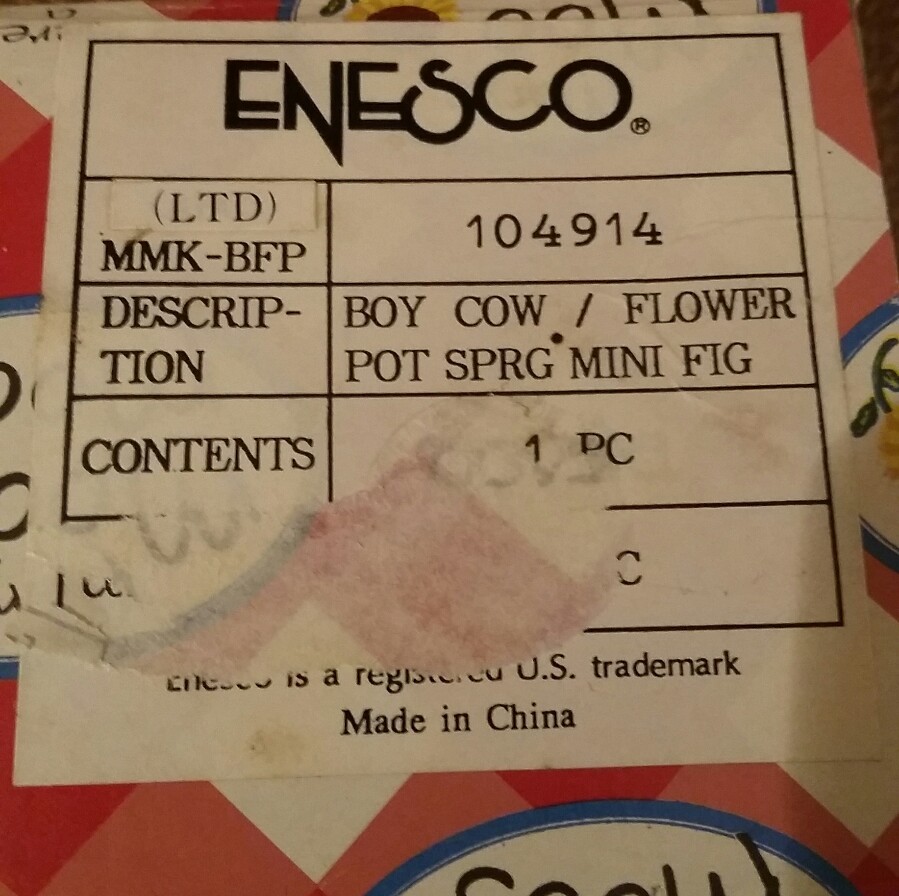 ENESCO®
(LTD)
MMK-BFP
104914
DESCRIP-
TION
BOY COW / FLOWER
POT SPRG MINI FIG
CONTENTS
1 PC
C
is a registered U.S. trademark
Made in China